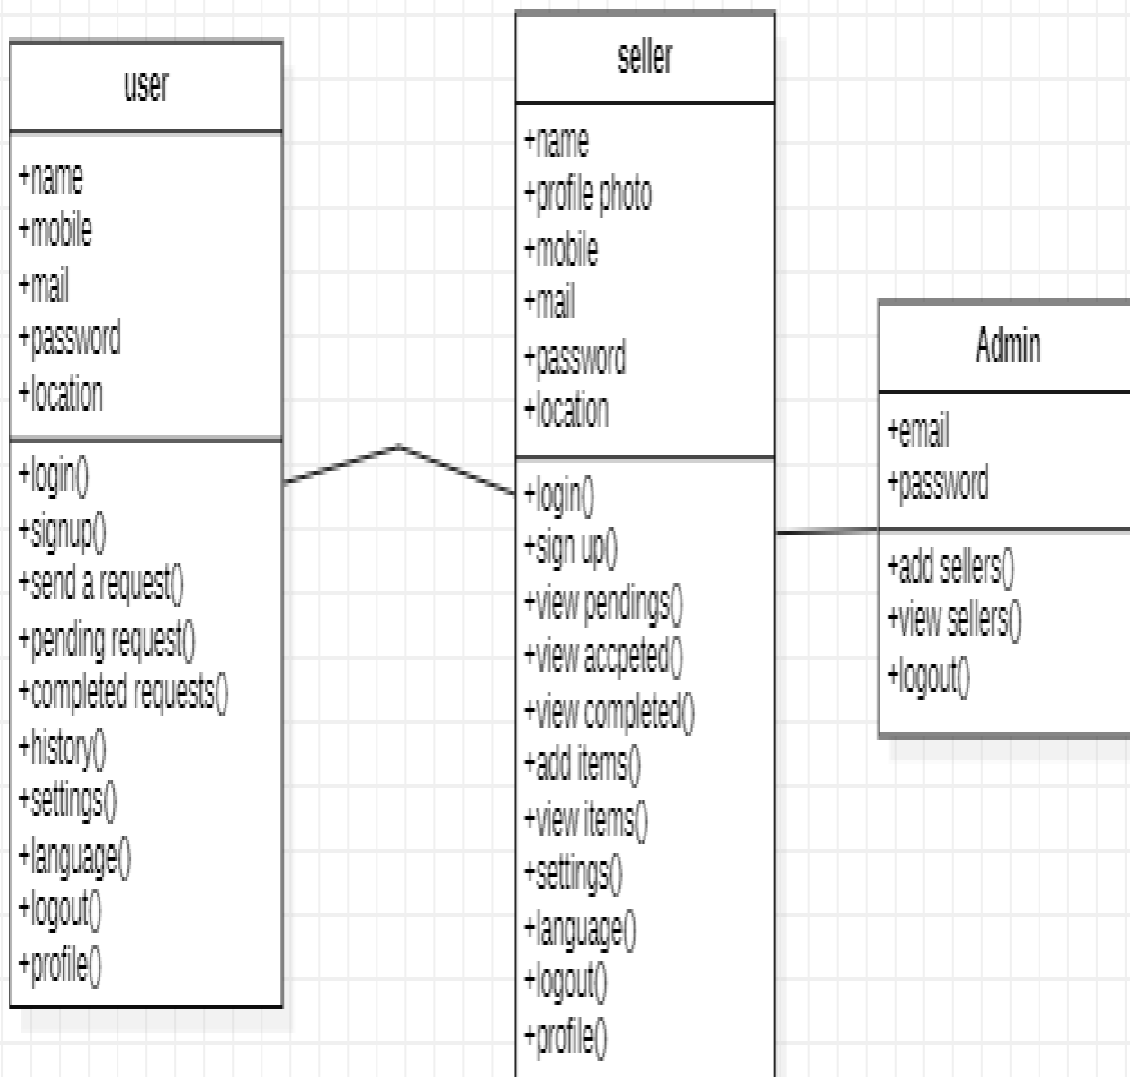 user
+name
+mobile
+mail
+password
+location
+login()
+signup()
+send a request()
+pending request()
+completed requests()
+history()
+settings()
+language()
+logout()
+profile()
seller
+name
+profile photo
+mobile
+mail
+password
+location
+login()
+sign up()
+view pendings()
+view accpeted()
+view completed()
+add items()
+view items()
+settings()
+language()
+logout()
+profile()
Admin
+email
+password
+add sellers()
+view sellers()
+logout()